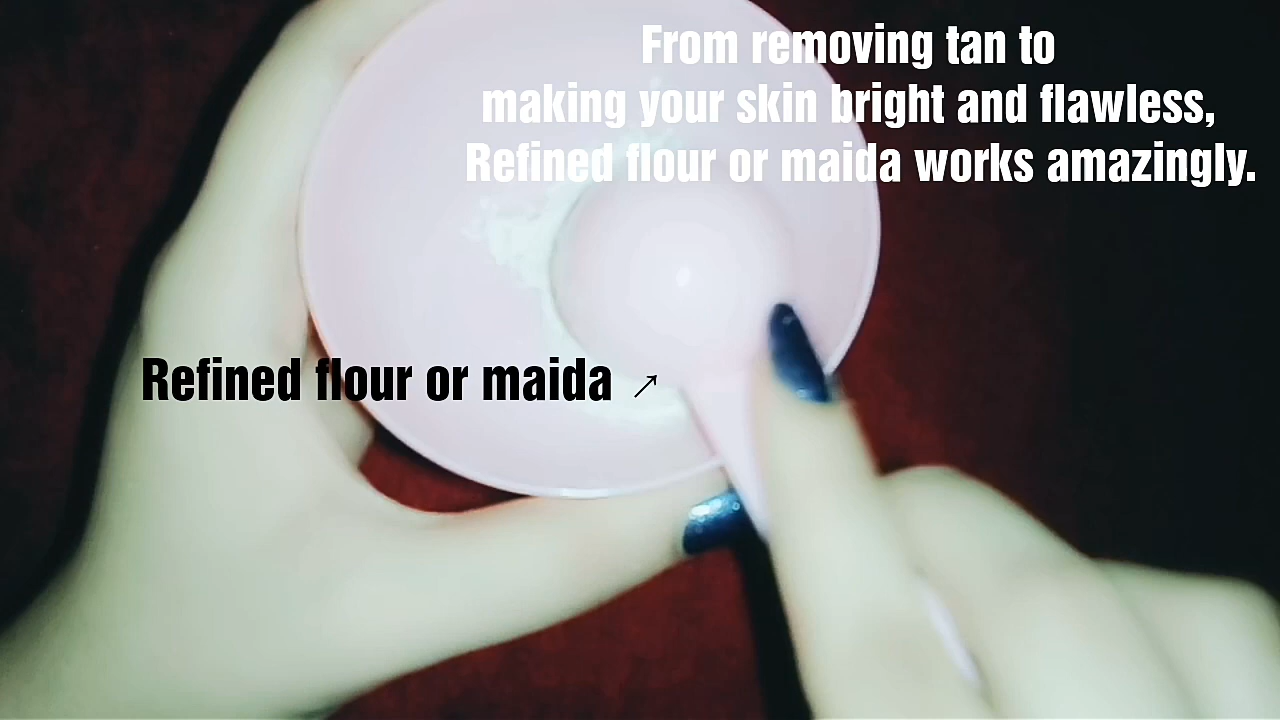 From removing tan to
making your skin bright and flawless,
Refined flour or maida works amazingly.
Refined flour or maida ↗